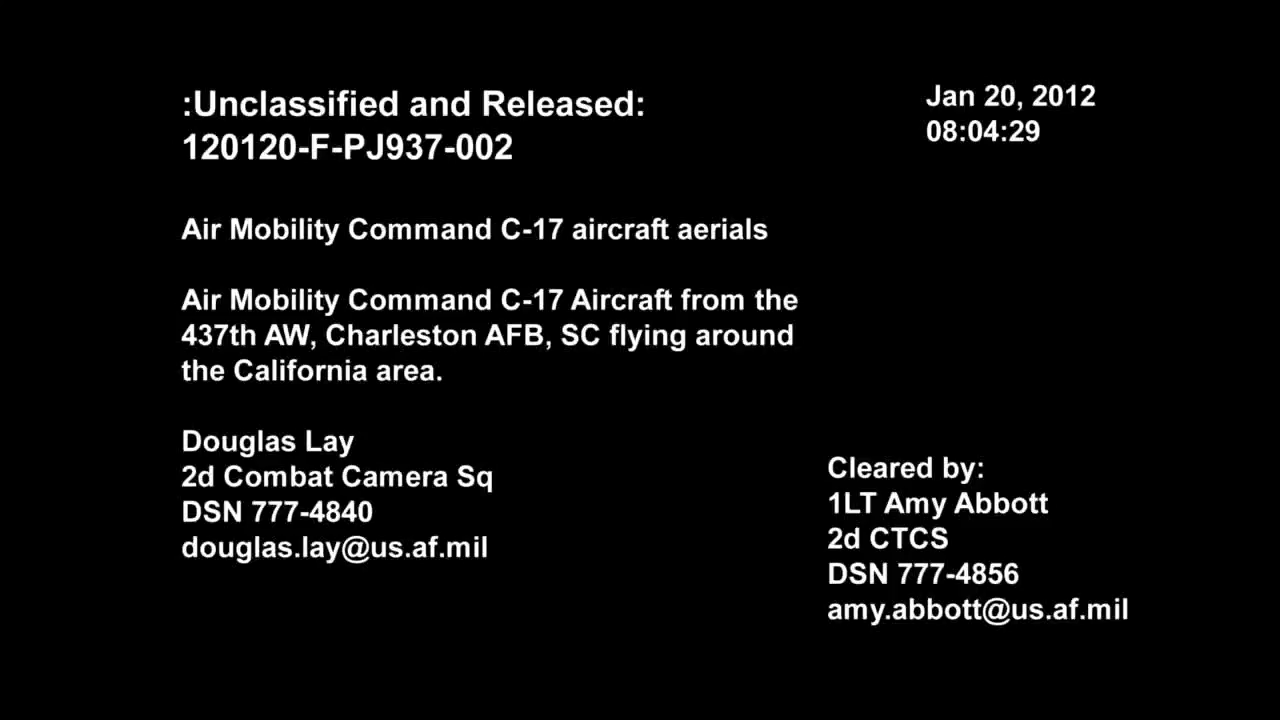 :Unclassified and Released:
120120-F-PJ937-002
Jan 20, 2012
08:04:29
Air Mobility Command C-17 aircraft aerials
Air Mobility Command C-17 Aircraft from the
437th AW, Charleston AFB, SC flying around
the California area.
Douglas Lay
2d Combat Camera Sq
DSN 777-4840
douglas.lay@us.af.mil
Cleared by:
1LT Amy Abbott
2d CTCS
DSN 777-4856
amy.abbott@us.af.mil